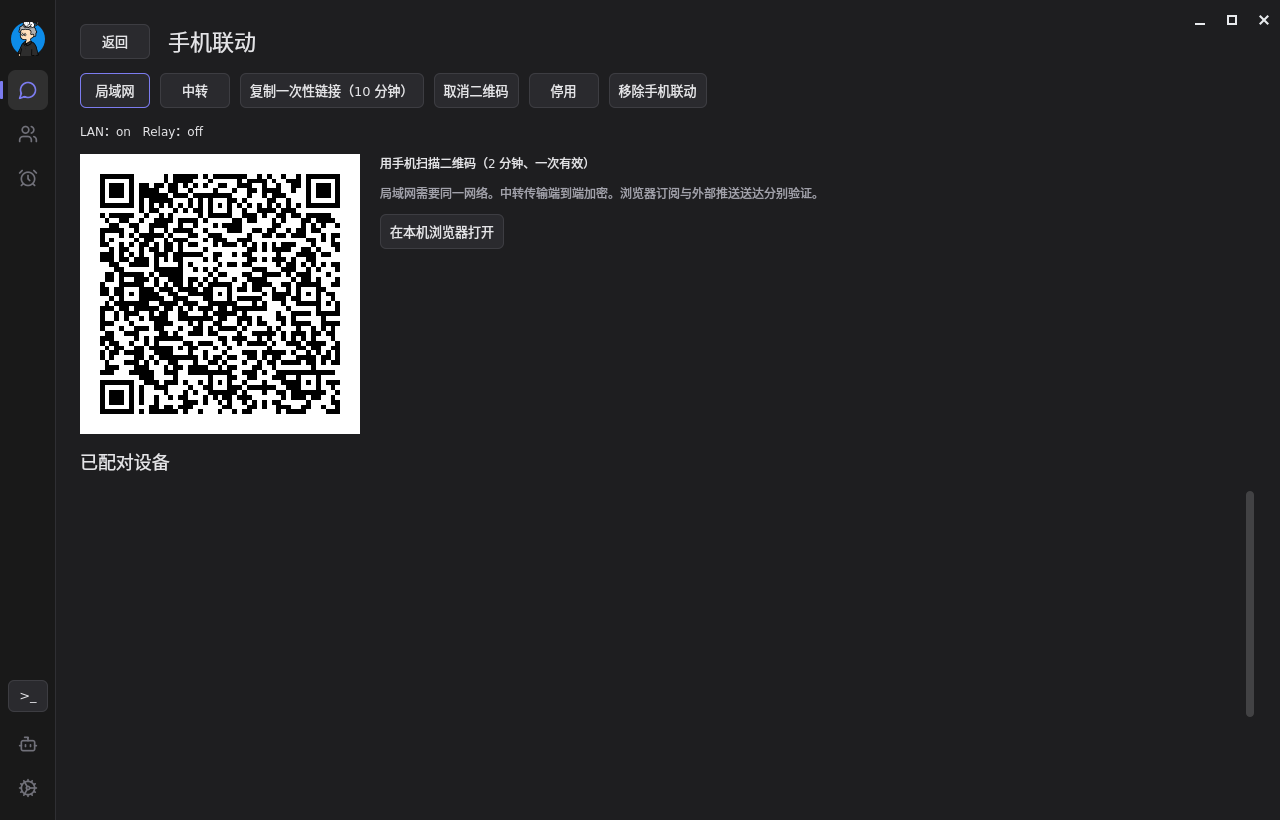 返回 手机联动
局域网 中转 复制一次性链接（10 分钟） 取消二维码 停用 移除手机联动
LAN: on Relay: off
用手机扫描二维码（2 分钟、一次有效）
局域网需要同一网络。中转传输端到端加密。浏览器订阅与外部推送送达分别验证。
在本机浏览器打开
已配对设备
>_